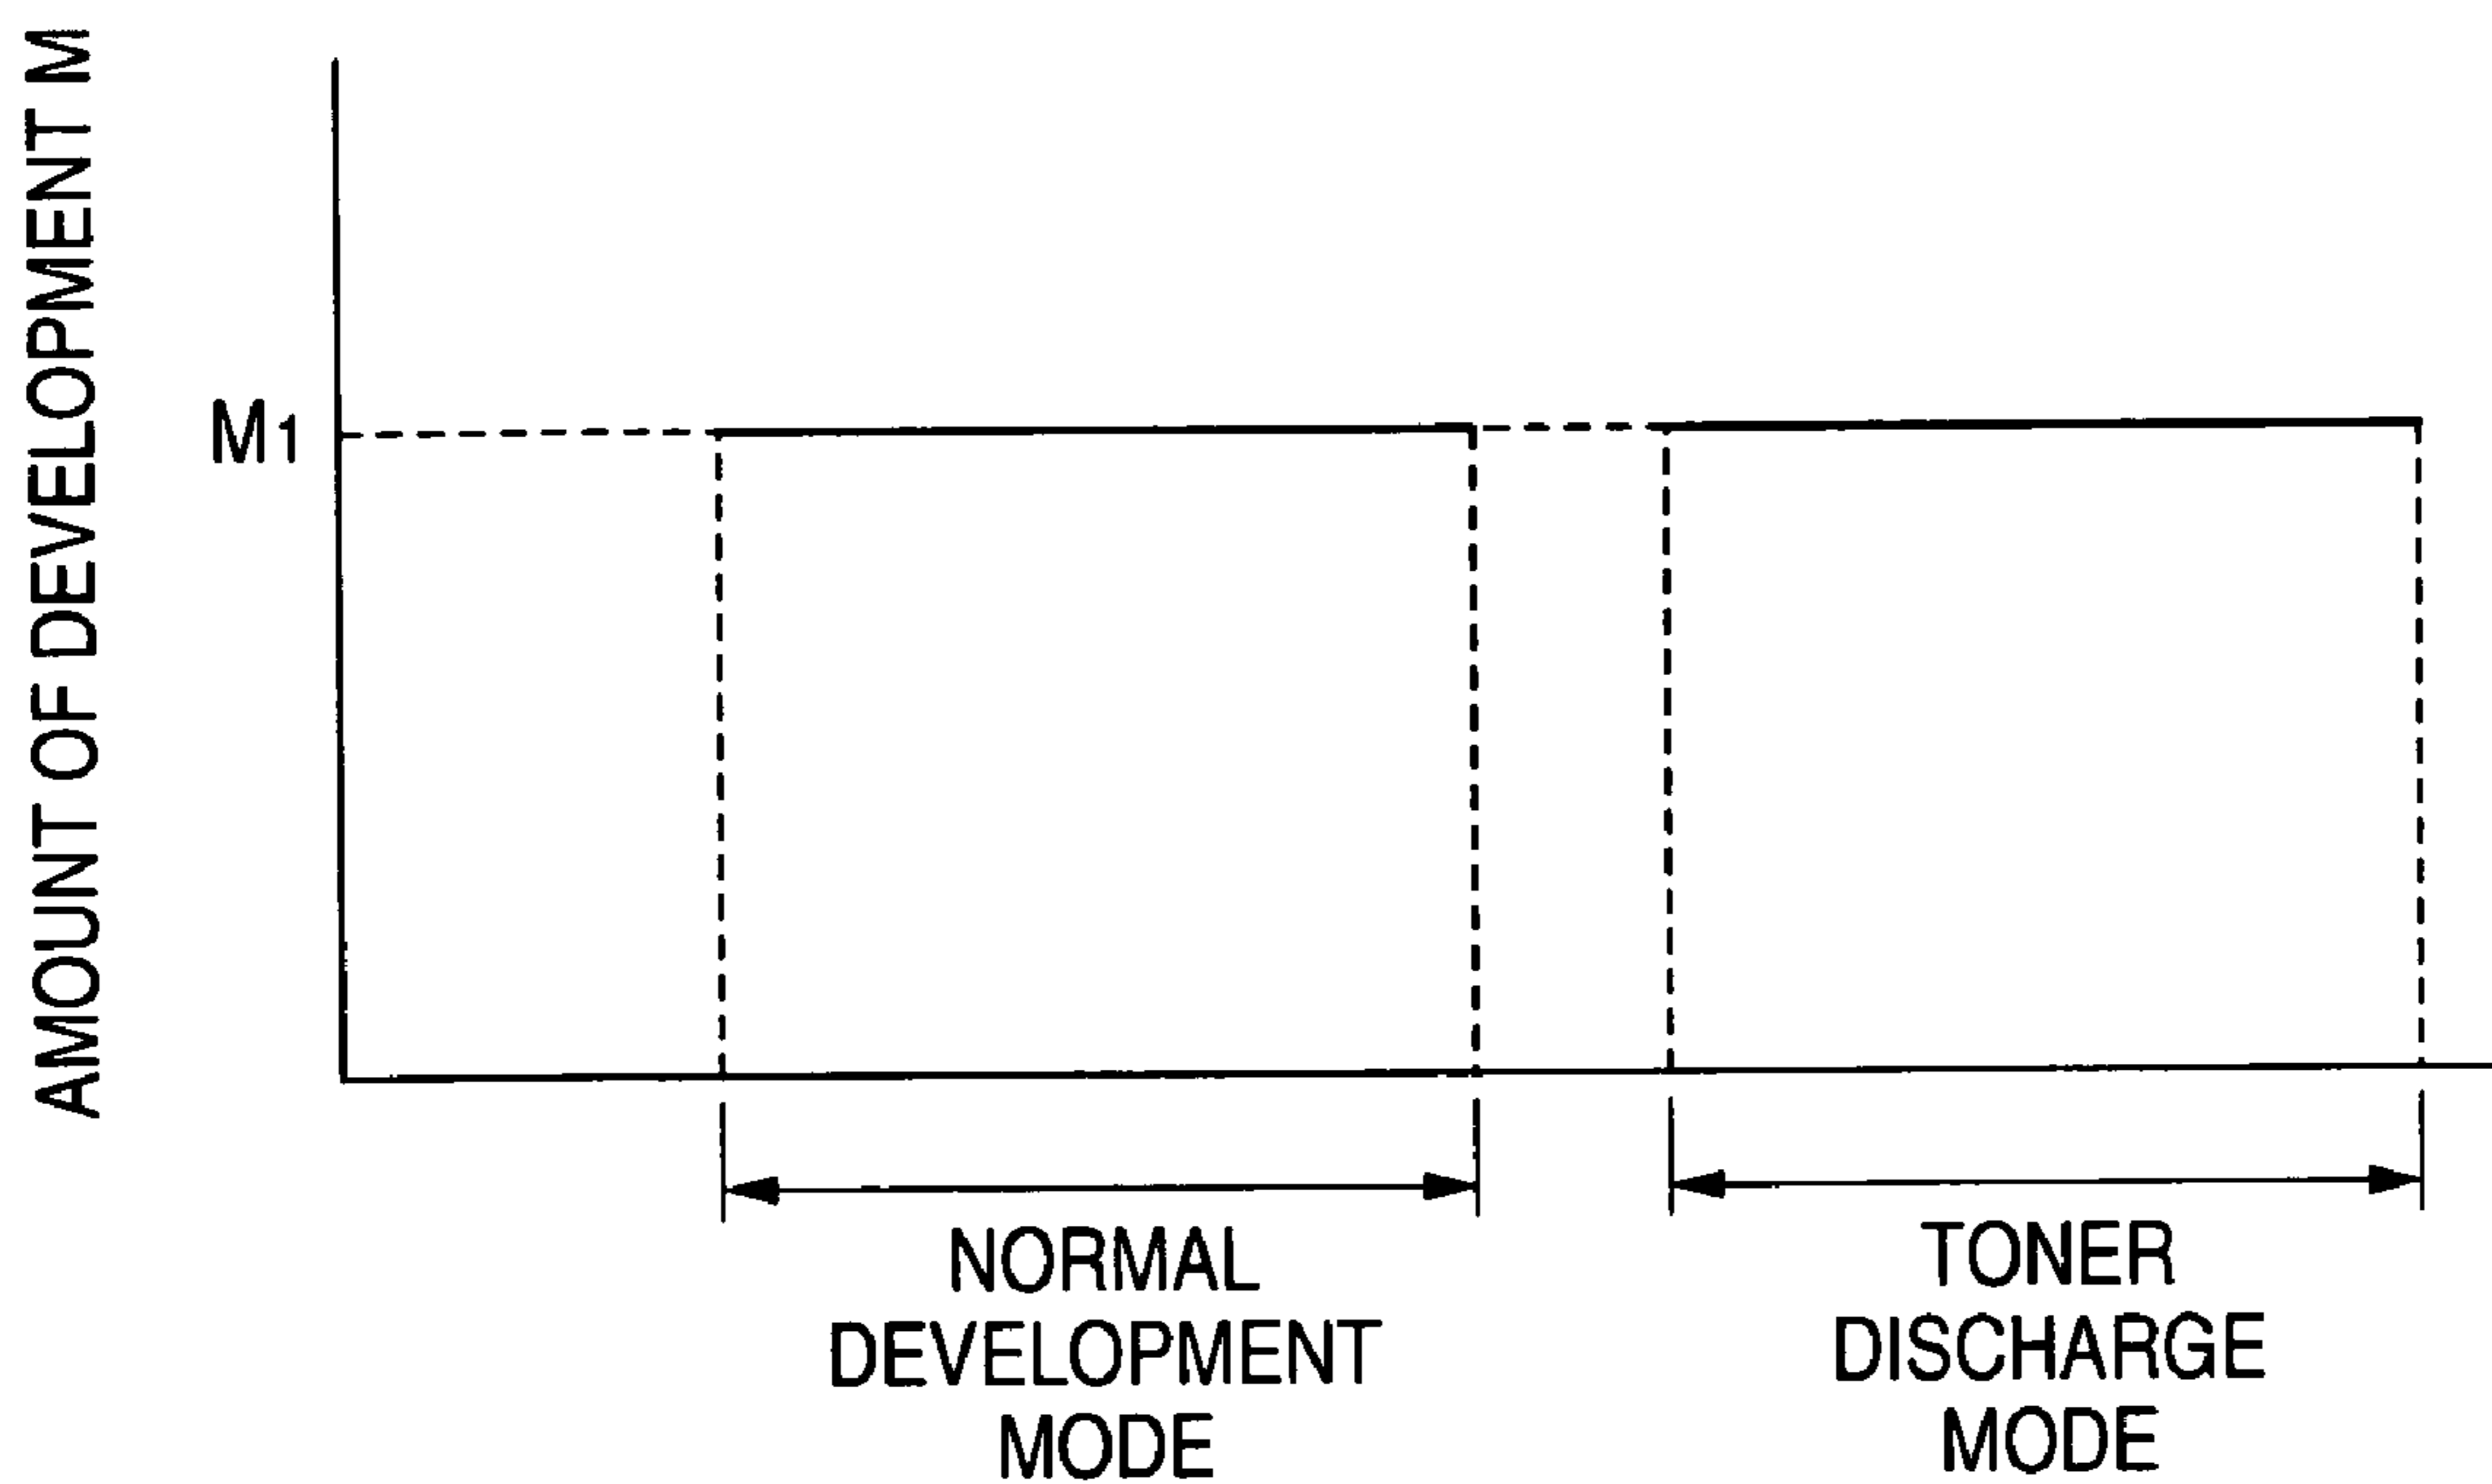 AMOUNT OF DEVELOPMENT M
M1
NORMAL
DEVELOPMENT
MODE
TONER
DISCHARGE
MODE